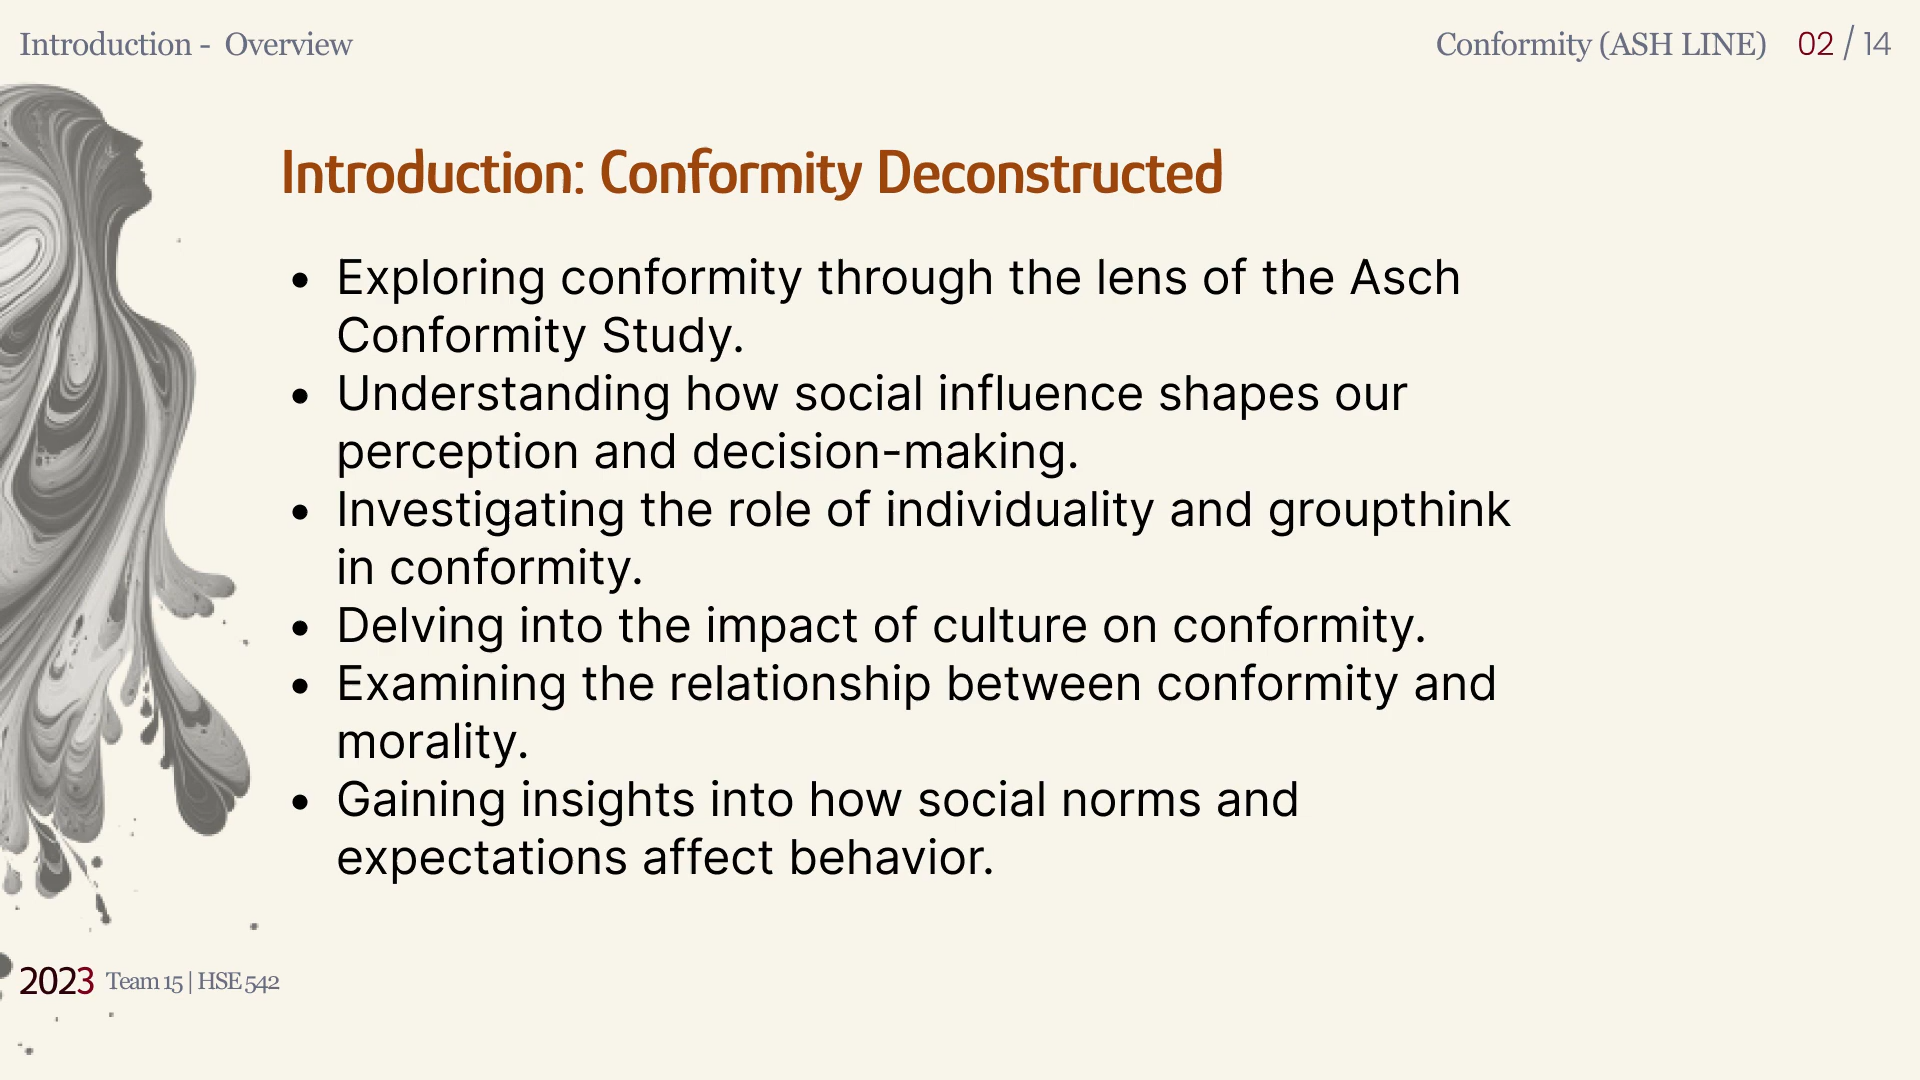 Introduction - Overview
Conformity (ASH LINE) 02 / 14
Introduction: Conformity Deconstructed
• Exploring conformity through the lens of the Asch
Conformity Study.
• Understanding how social influence shapes our
perception and decision-making.
• Investigating the role of individuality and groupthink
in conformity.
• Delving into the impact of culture on conformity.
• Examining the relationship between conformity and
morality.
• Gaining insights into how social norms and
expectations affect behavior.
2023 Team 15 | HSE 542